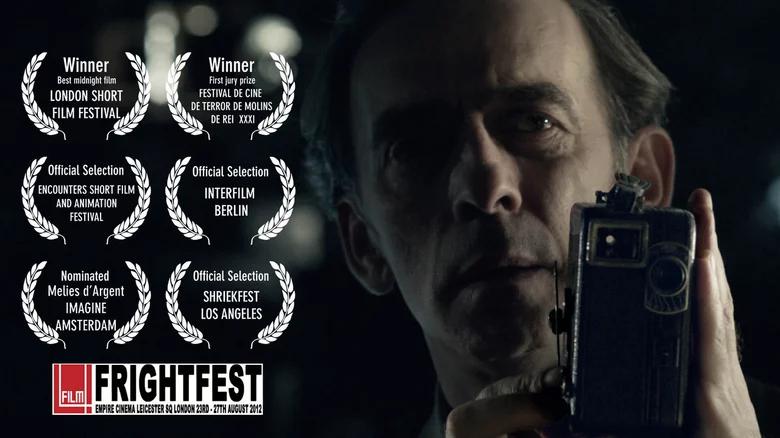 Winner
Best midnight film
LONDON SHORT
FILM FESTIVAL
Winner
First jury prize
FESTIVAL DE CINE
DE TERROR DE MOLINS
DE REI XXXI
Official Selection
ENCOUNTERS SHORT FILM
AND ANIMATION
FESTIVAL
Official Selection
INTERFILM
BERLIN
Nominated
Melies d'Argent
IMAGINE
AMSTERDAM
Official Selection
SHRIEKFEST
LOS ANGELES
FILM
FRIGHTFEST
EMPIRE CINEMA LEICESTER SQ LONDON 23RD - 27TH AUGUST 2012